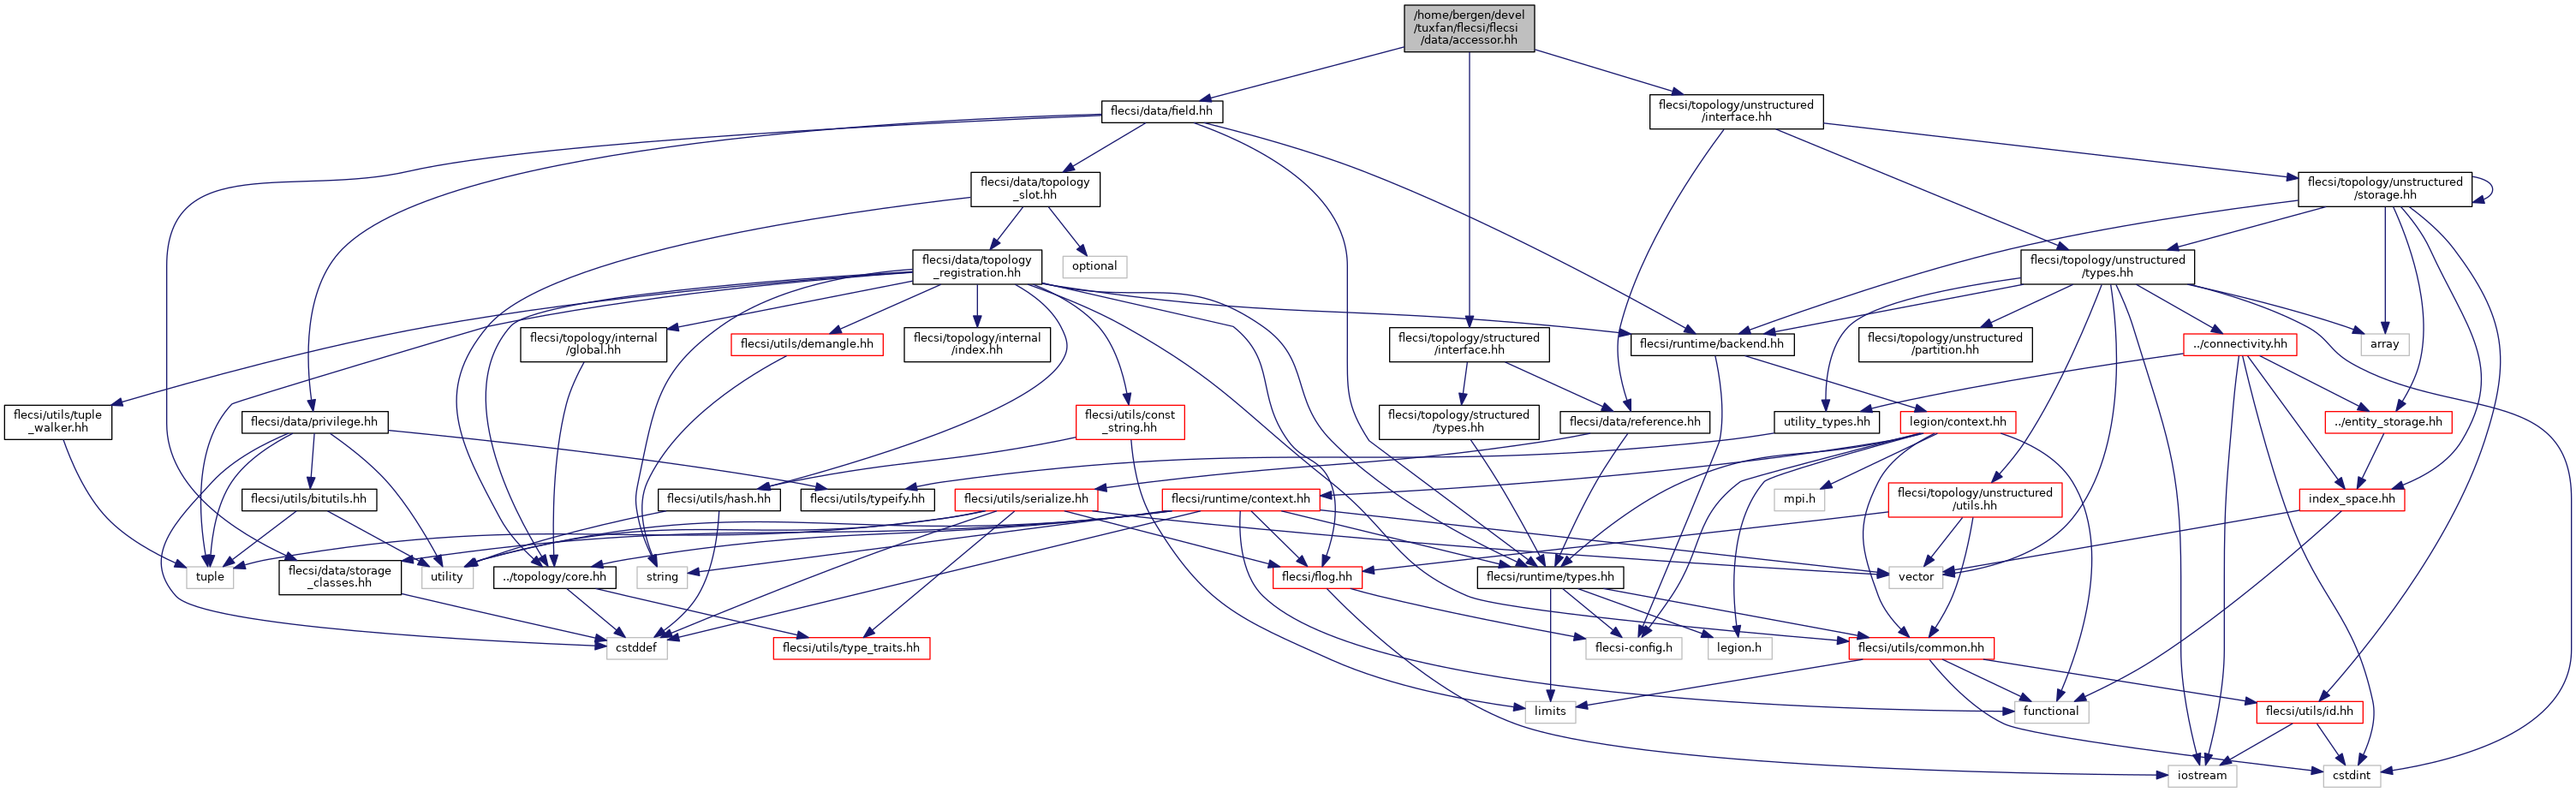 /home/bergen/devel
/tuxfan/flecsi/flecsi
/data/accessor.hh
flecsi/data/field.hh
flecsi/topology/unstructured
/interface.hh
flecsi/data/topology
_slot.hh
flecsi/topology/unstructured
/storage.hh
flecsi/data/topology
_registration.hh
optional
flecsi/topology/unstructured
/types.hh
flecsi/topology/internal
/global.hh
flecsi/utils/demangle.hh
flecsi/topology/internal
/index.hh
flecsi/topology/structured
/interface.hh
flecsi/runtime/backend.hh
flecsi/topology/unstructured
/partition.hh
../connectivity.hh
array
flecsi/utils/tuple
_walker.hh
flecsi/data/privilege.hh
flecsi/utils/const
_string.hh
flecsi/topology/structured
/types.hh
flecsi/data/reference.hh
utility_types.hh
legion/context.hh
../entity_storage.hh
flecsi/utils/bitutils.hh
flecsi/utils/hash.hh
flecsi/utils/typeify.hh
flecsi/utils/serialize.hh
flecsi/runtime/context.hh
mpi.h
flecsi/topology/unstructured
/utils.hh
index_space.hh
tuple
flecsi/data/storage
_classes.hh
utility
../topology/core.hh
string
flecsi/flog.hh
flecsi/runtime/types.hh
vector
cstddef
flecsi/utils/type_traits.hh
flecsi-config.h
legion.h
flecsi/utils/common.hh
limits
functional
flecsi/utils/id.hh
iostream
cstdint